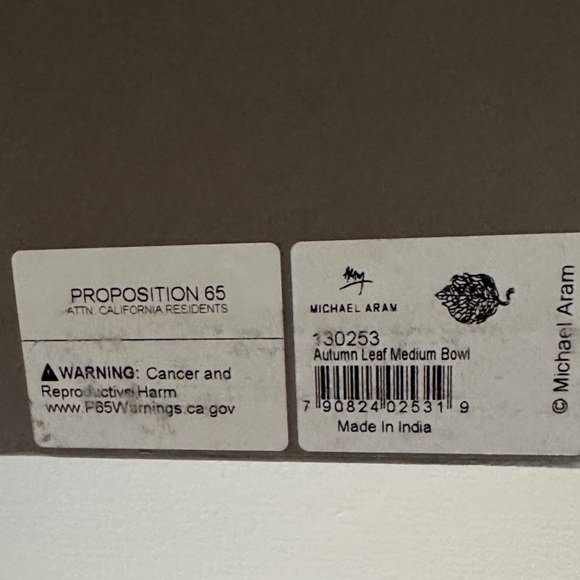 PROPOSITION 65
ATTN CALIFORNIA RESIDENTS
WARNING: Cancer and
Reproductive Harm
www.P65Warnings.ca.gov
MICHAEL ARAM
130253
Autumn Leaf Medium Bowl
7 90824 02531 9
Made In India
© Michael Aram